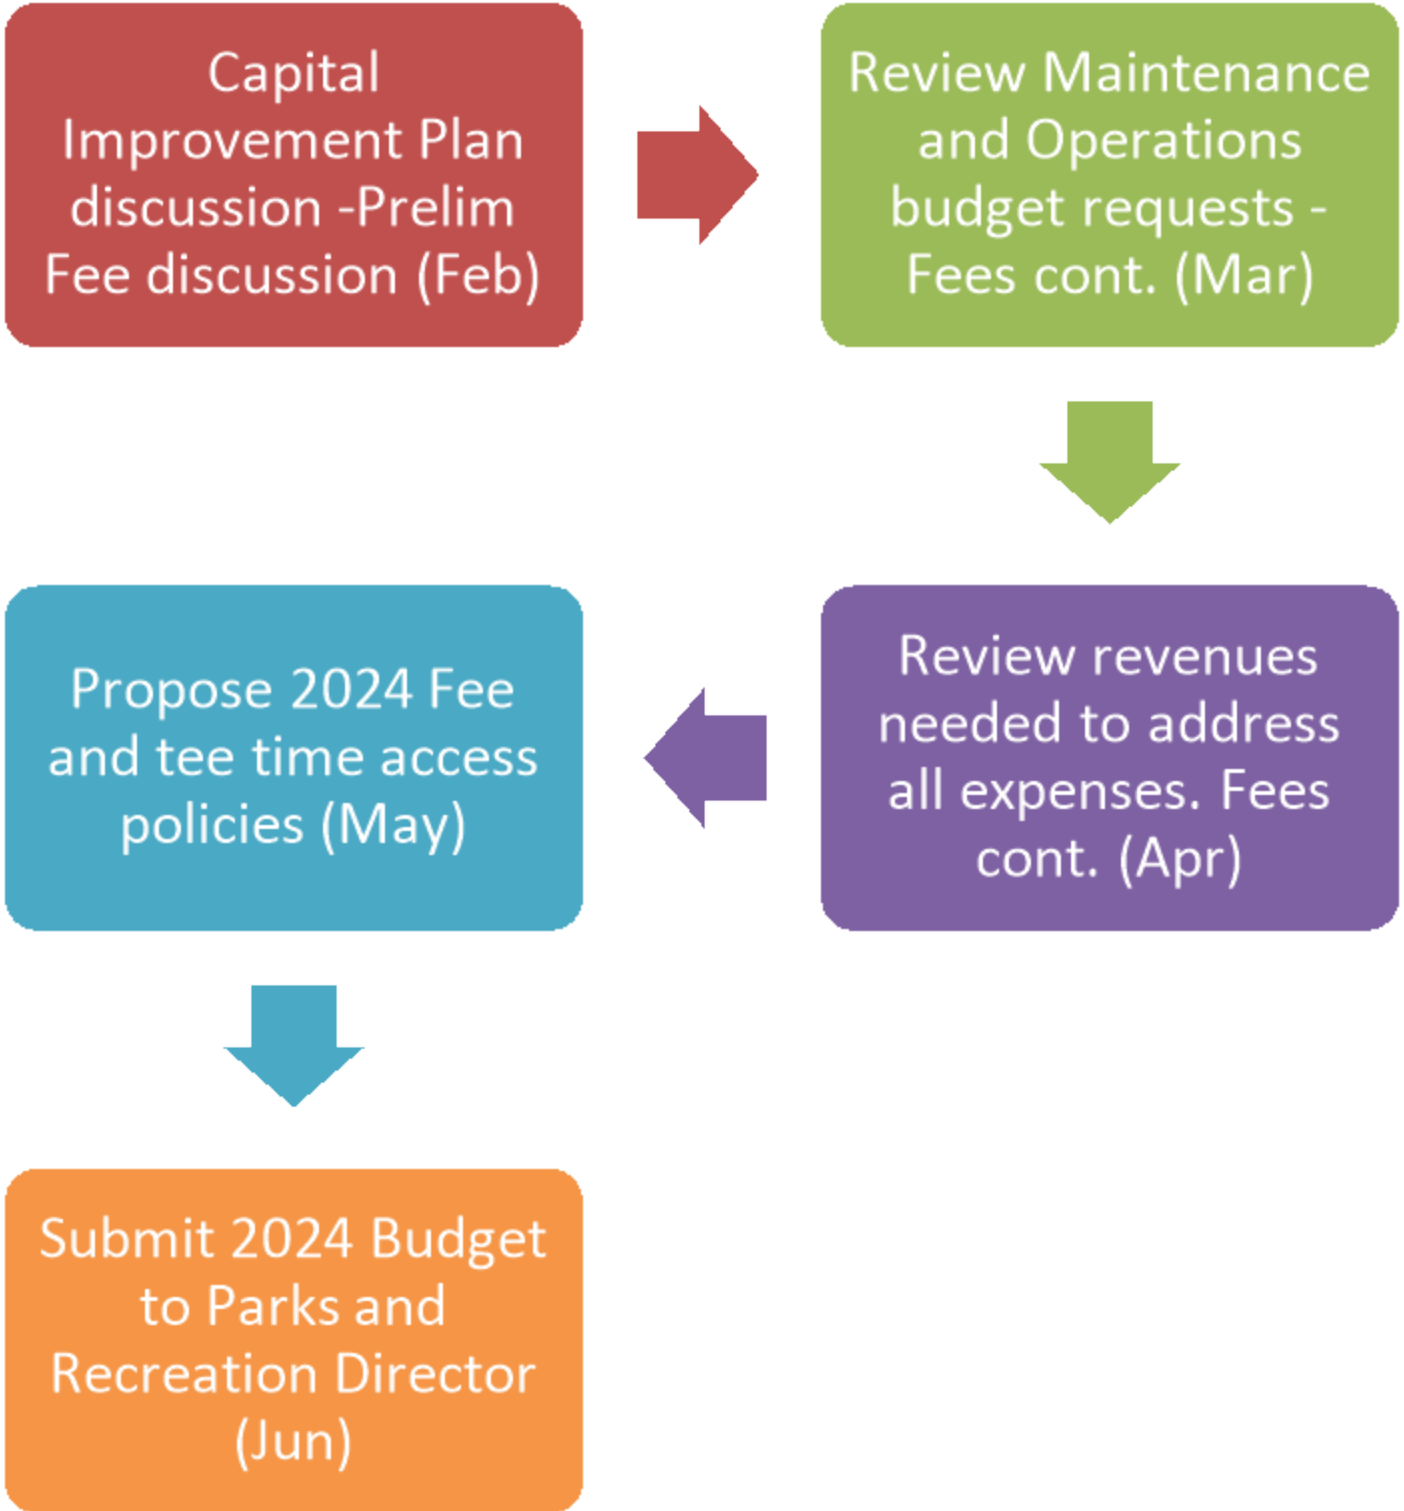 Capital
Improvement Plan
discussion -Prelim
Fee discussion (Feb)
Review Maintenance
and Operations
budget requests -
Fees cont. (Mar)
Review revenues
needed to address
all expenses. Fees
cont. (Apr)
Propose 2024 Fee
and tee time access
policies (May)
Submit 2024 Budget
to Parks and
Recreation Director
(Jun)